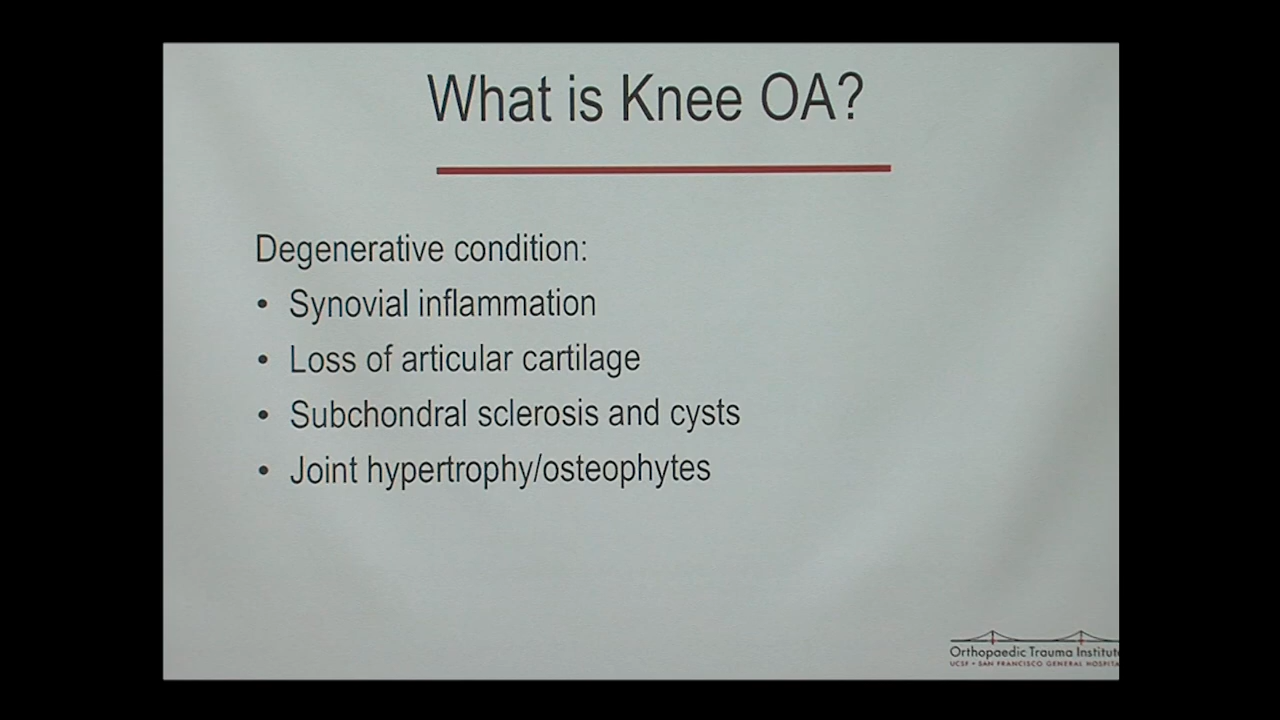 What is Knee OA?
Degenerative condition:
• Synovial inflammation
• Loss of articular cartilage
• Subchondral sclerosis and cysts
• Joint hypertrophy/osteophytes
Orthopaedic Trauma Institute
UCSF • SAN FRANCISCO GENERAL HOSPITA